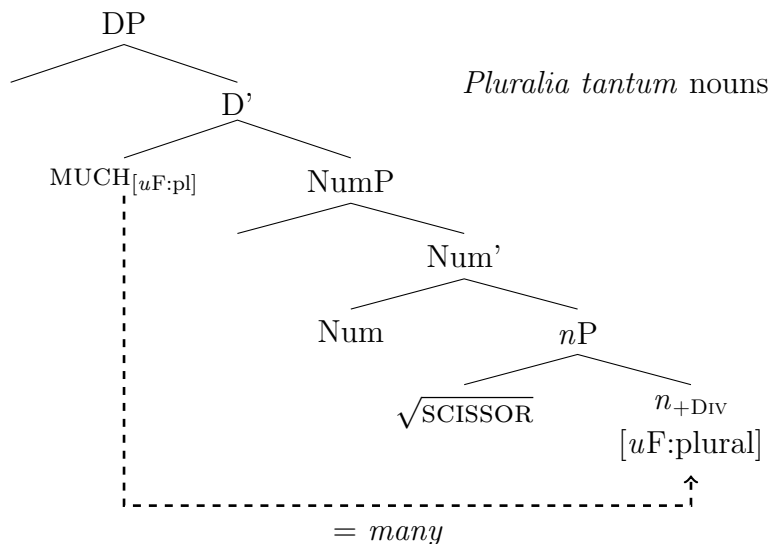 DP
Pluralia tantum nouns
D'
MUCH[uF:pl]
NumP
Num'
Num
nP
√SCISSOR
n+DIV
[uF:plural]
= many